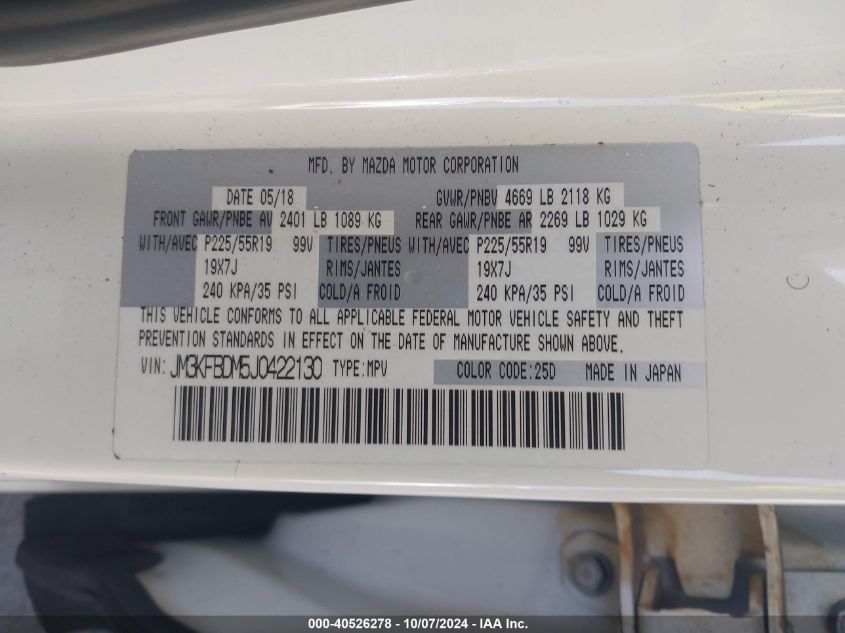 MFD. BY MAZDA MOTOR CORPORATION
DATE 05/18 GVWR/PNBV 4669 LB 2118 KG
FRONT GAWR/PNBE AV 2401 LB 1089 KG REAR GAWR/PNBE AR 2269 LB 1029 KG
WITH/AVEC P225/55R19 99V TIRES/PNEUS WITH/AVEC P225/55R19 99V TIRES/PNEUS
19X7J RIMS/JANTES 19X7J RIMS/JANTES
240 KPA/35 PSI COLD/A FROID 240 KPA/35 PSI COLD/A FROID
THIS VEHICLE CONFORMS TO ALL APPLICABLE FEDERAL MOTOR VEHICLE SAFETY AND THEFT
PREVENTION STANDARDS IN EFFECT ON THE DATE OF MANUFACTURE SHOWN ABOVE.
VIN: JM3KFBDM5J0422130 TYPE:MPV COLOR CODE:25D MADE IN JAPAN
000-40526278 - 10/07/2024 - IAA Inc.